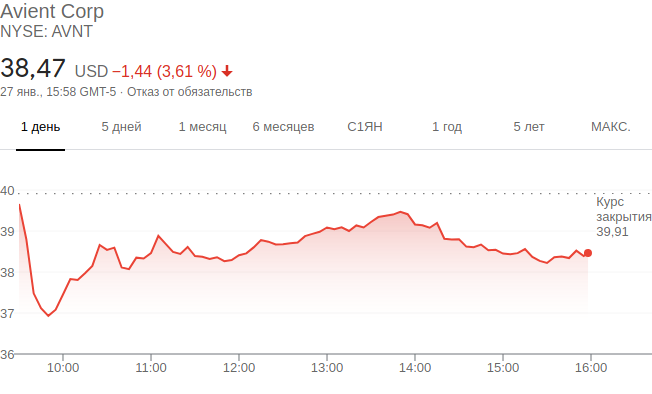 Avient Corp
NYSE: AVNT
38,47 USD −1,44 (3,61 %)
27 янв., 15:58 GMT-5 · Отказ от обязательств
1 день 5 дней 1 месяц 6 месяцев С1ЯН 1 год 5 лет МАКС.
40
Курс
закрытия
39
39,91
38
37
36
10:00 11:00 12:00 13:00 14:00 15:00 16:00